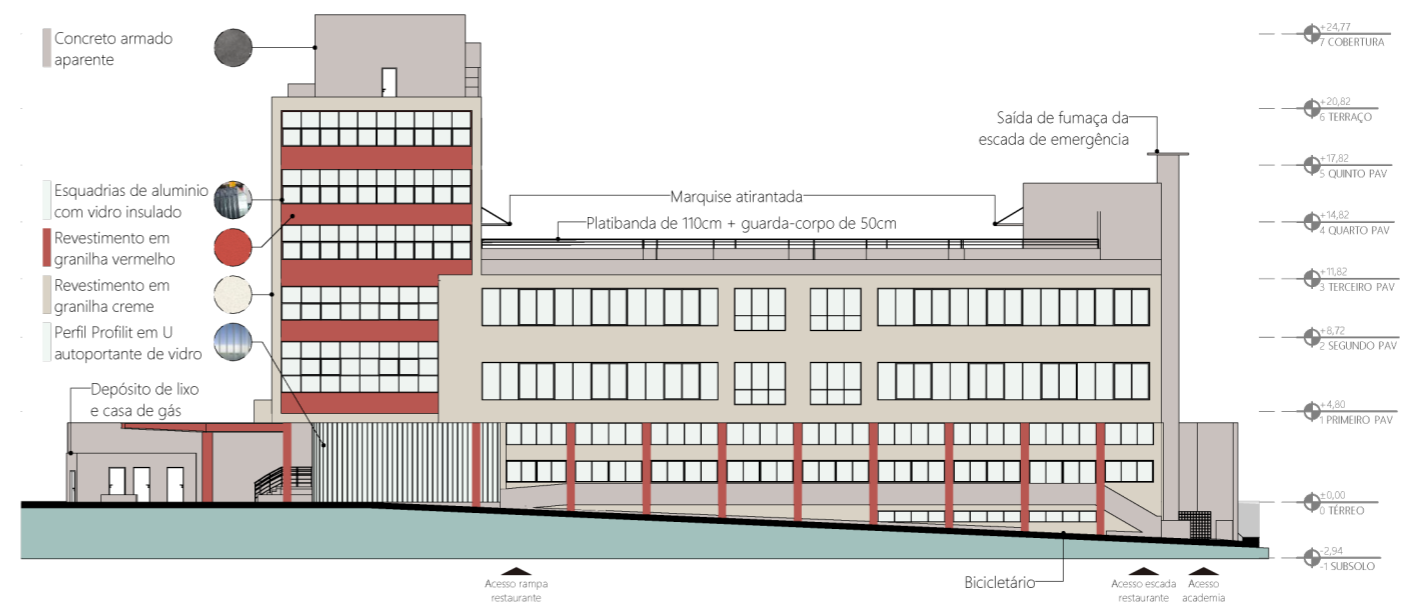 Concreto armado
aparente
Esquadrias de aluminio
com vidro insulado
Revestimento em
granilha vermelho
Revestimento em
granilha creme
Perfil Profilit em U
autoportante de vidro
Depósito de lixo
e casa de gás
Marquise atirantada
Platibanda de 110cm + guarda-corpo de 50cm
Saída de fumaça da
escada de emergência
+24,77
7 COBERTURA
+20,82
6 TERRAÇO
+17,82
5 QUINTO PAV
+14,82
4 QUARTO PAV
+11,82
3 TERCEIRO PAV
+8,72
2 SEGUNDO PAV
+4,80
1 PRIMEIRO PAV
±0,00
0 TÉRREO
-2,94
-1 SUBSOLO
Bicicletário
Acesso rampa
restaurante
Acesso escada
restaurante
Acesso
academia